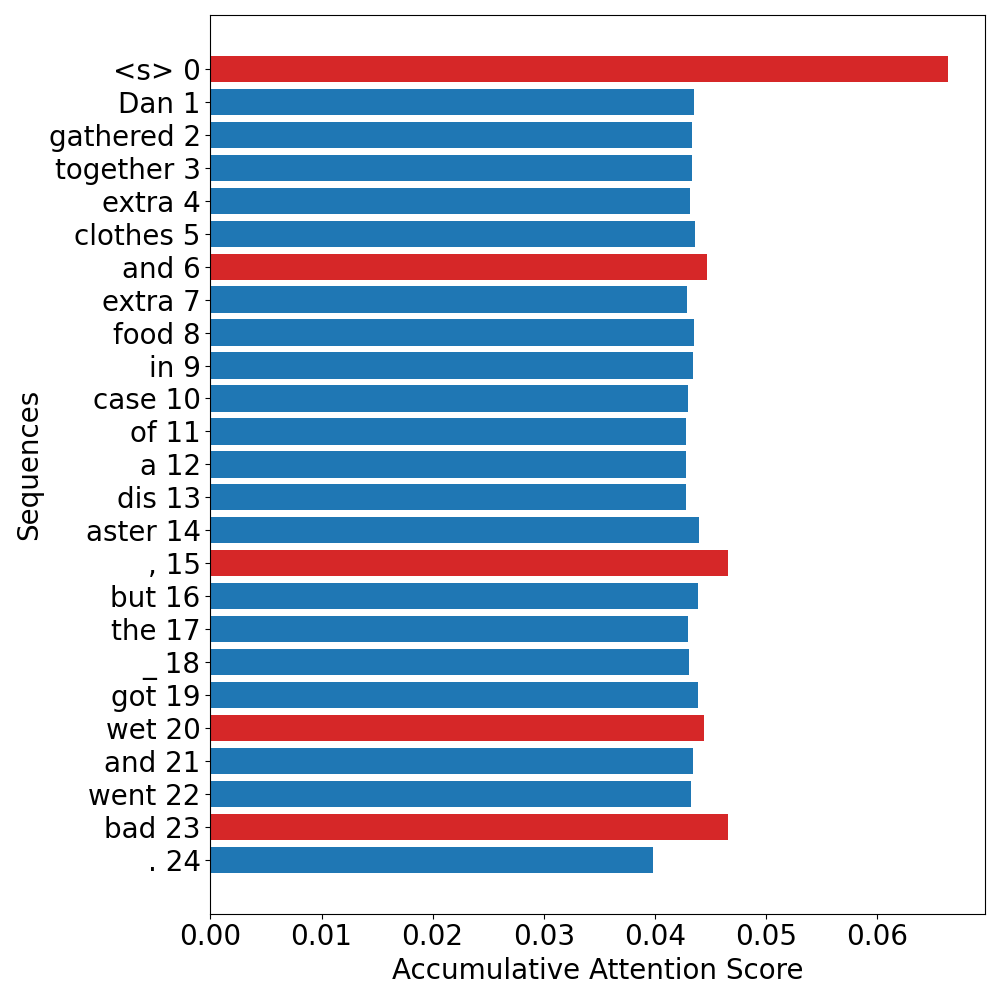 <s> 0
Dan 1
gathered 2
together 3
extra 4
clothes 5
and 6
extra 7
food 8
in 9
case 10
of 11
a 12
dis 13
aster 14
, 15
but 16
the 17
_ 18
got 19
wet 20
and 21
went 22
bad 23
. 24
Sequences
0.00 0.01 0.02 0.03 0.04 0.05 0.06
Accumulative Attention Score